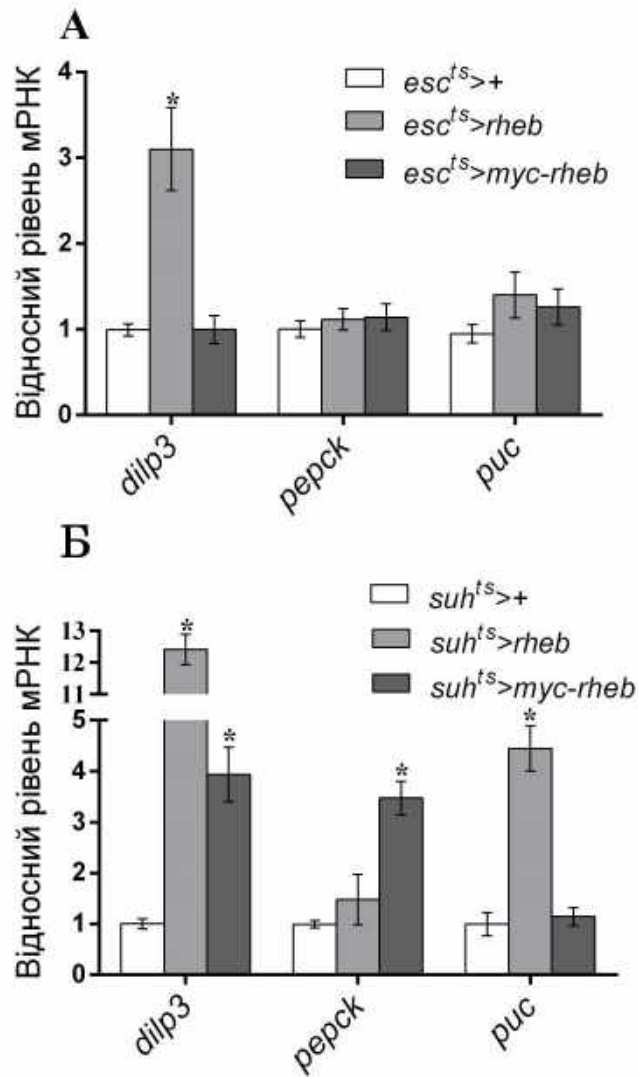 А
Відносний рівень мРНК
4
3
2
1
0
*
esc^ts>+
esc^ts>rheb
esc^ts>myc-rheb
dilp3
pepck
puc
Б
Відносний рівень мРНК
13
12
11
5
4
3
2
1
0
*
*
*
*
suh^ts>+
suh^ts>rheb
suh^ts>myc-rheb
dilp3
pepck
puc